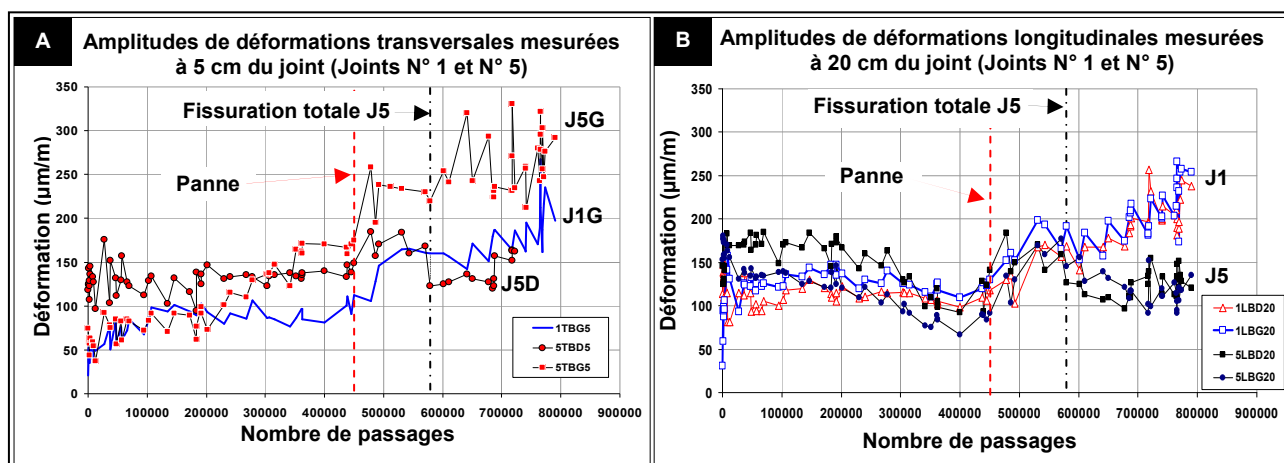 A
Amplitudes de déformations transversales mesurées
à 5 cm du joint (Joints N° 1 et N° 5)
Déformation (µm/m)
350
300
250
200
150
100
50
0
Fissuration totale J5
Panne
J5G
J1G
J5D
1TBG5
5TBD5
5TBG5
0 100000 200000 300000 400000 500000 600000 700000 800000 900000
Nombre de passages
B
Amplitudes de déformations longitudinales mesurées
à 20 cm du joint (Joints N° 1 et N° 5)
Déformation (µm/m)
350
300
250
200
150
100
50
0
Fissuration totale J5
Panne
J1
J5
1LBD20
1LBG20
5LBD20
5LBG20
0 100000 200000 300000 400000 500000 600000 700000 800000 900000
Nombre de passages